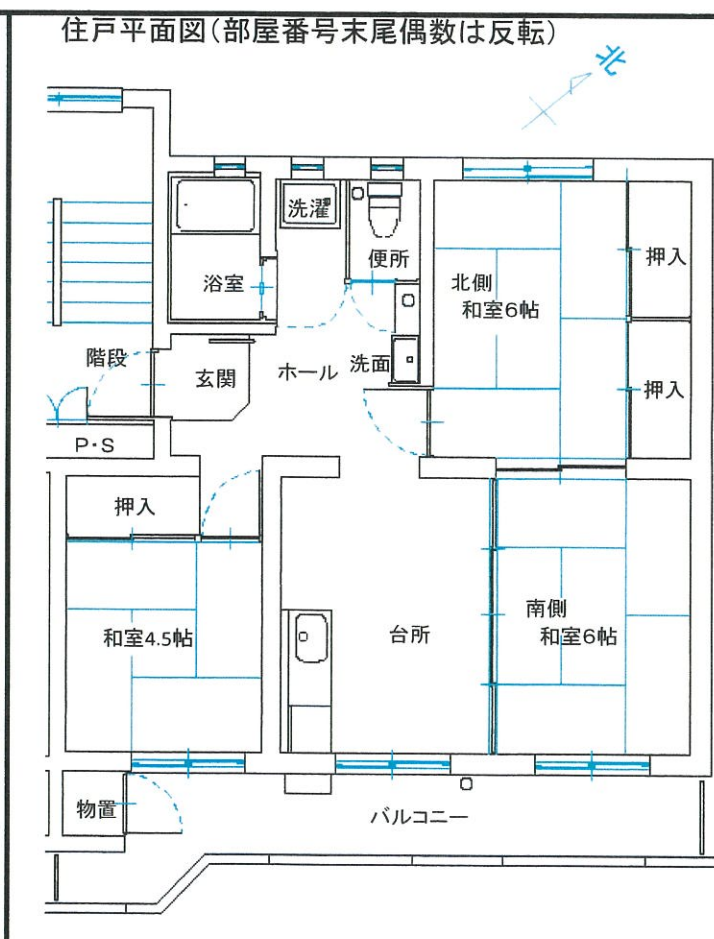 住戸平面図(部屋番号末尾偶数は反転)
北
洗濯
便所
浴室
北側
和室6帖
押入
階段
玄関
ホール
洗面
押入
P・S
押入
和室4.5帖
台所
南側
和室6帖
物置
バルコニー